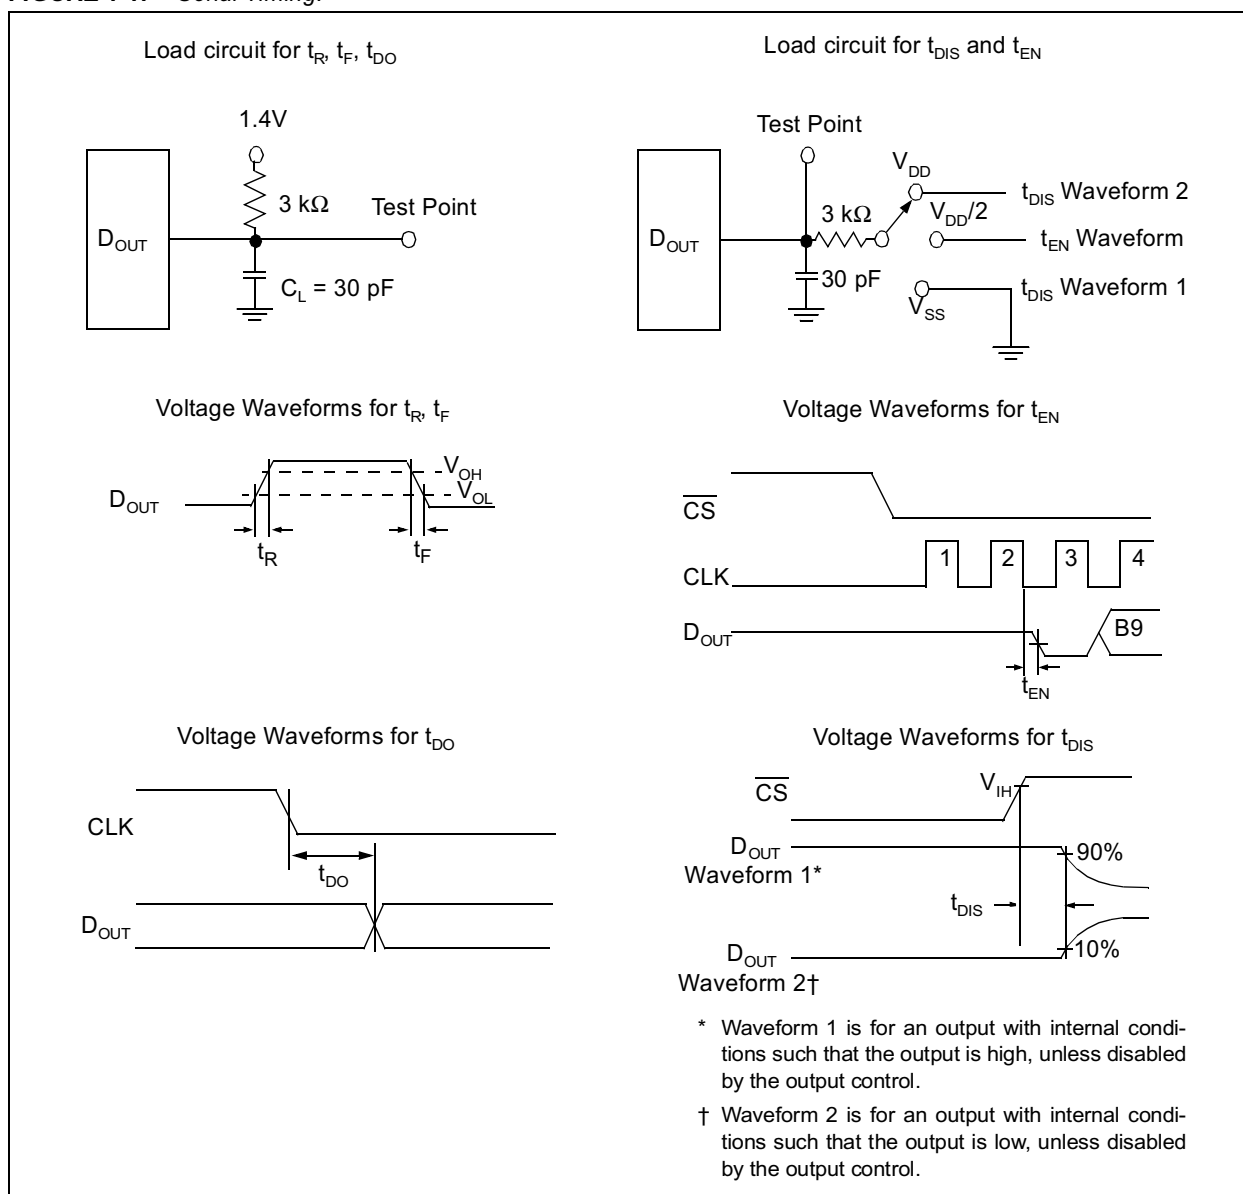 Load circuit for tR, tF, tDO
1.4V
3 kΩ
Test Point
DOUT
CL = 30 pF
Load circuit for tDIS and tEN
Test Point
VDD
tDIS Waveform 2
3 kΩ
VDD/2
DOUT
tEN Waveform
30 pF
tDIS Waveform 1
VSS
Voltage Waveforms for tR, tF
VOH
DOUT
VOL
tR
tF
Voltage Waveforms for tEN
CS
1 2 3 4
CLK
DOUT
B9
tEN
Voltage Waveforms for tDO
CLK
tDO
DOUT
Voltage Waveforms for tDIS
CS
VIH
DOUT
Waveform 1*
90%
tDIS
DOUT
Waveform 2†
10%
* Waveform 1 is for an output with internal condi-
tions such that the output is high, unless disabled
by the output control.
† Waveform 2 is for an output with internal condi-
tions such that the output is low, unless disabled
by the output control.